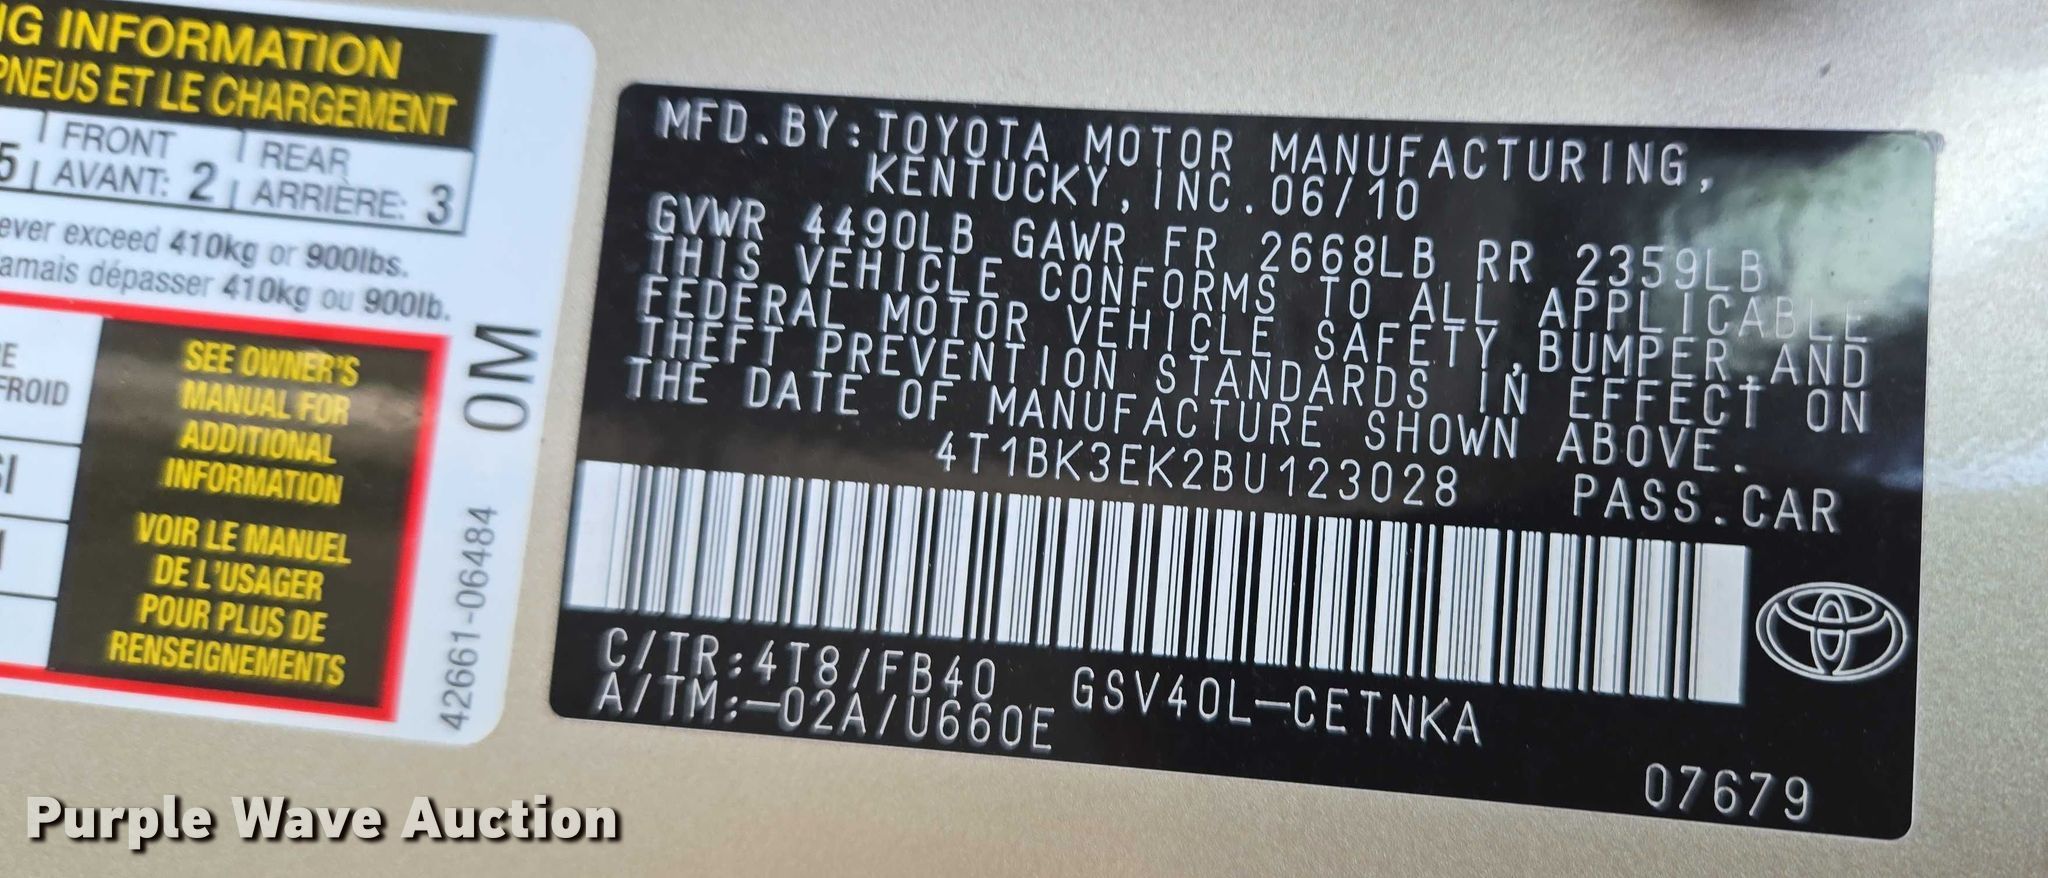 NG INFORMATION
PNEUS ET LE CHARGEMENT
5 FRONT AVANT: 2 REAR ARRIÈRE: 3
ever exceed 410kg or 900lbs.
amais dépasser 410kg ou 900lb.
FROID
SEE OWNER'S
MANUAL FOR
ADDITIONAL
INFORMATION
VOIR LE MANUEL
DE L'USAGER
POUR PLUS DE
RENSEIGNEMENTS
0M
42661-06484
MFD.BY:TOYOTA MOTOR MANUFACTURING,
KENTUCKY,INC.06/10
GVWR 4490LB GAWR FR 2668LB RR 2359LB
THIS VEHICLE CONFORMS TO ALL APPLICABLE
FEDERAL MOTOR VEHICLE SAFETY,BUMPER,AND
THEFT PREVENTION STANDARDS IN EFFECT ON
THE DATE OF MANUFACTURE SHOWN ABOVE.
4T1BK3EK2BU123028 PASS.CAR
C/TR:4T8/FB40 GSV40L-CETNKA
A/TM:-02A/U660E
07679
Purple Wave Auction